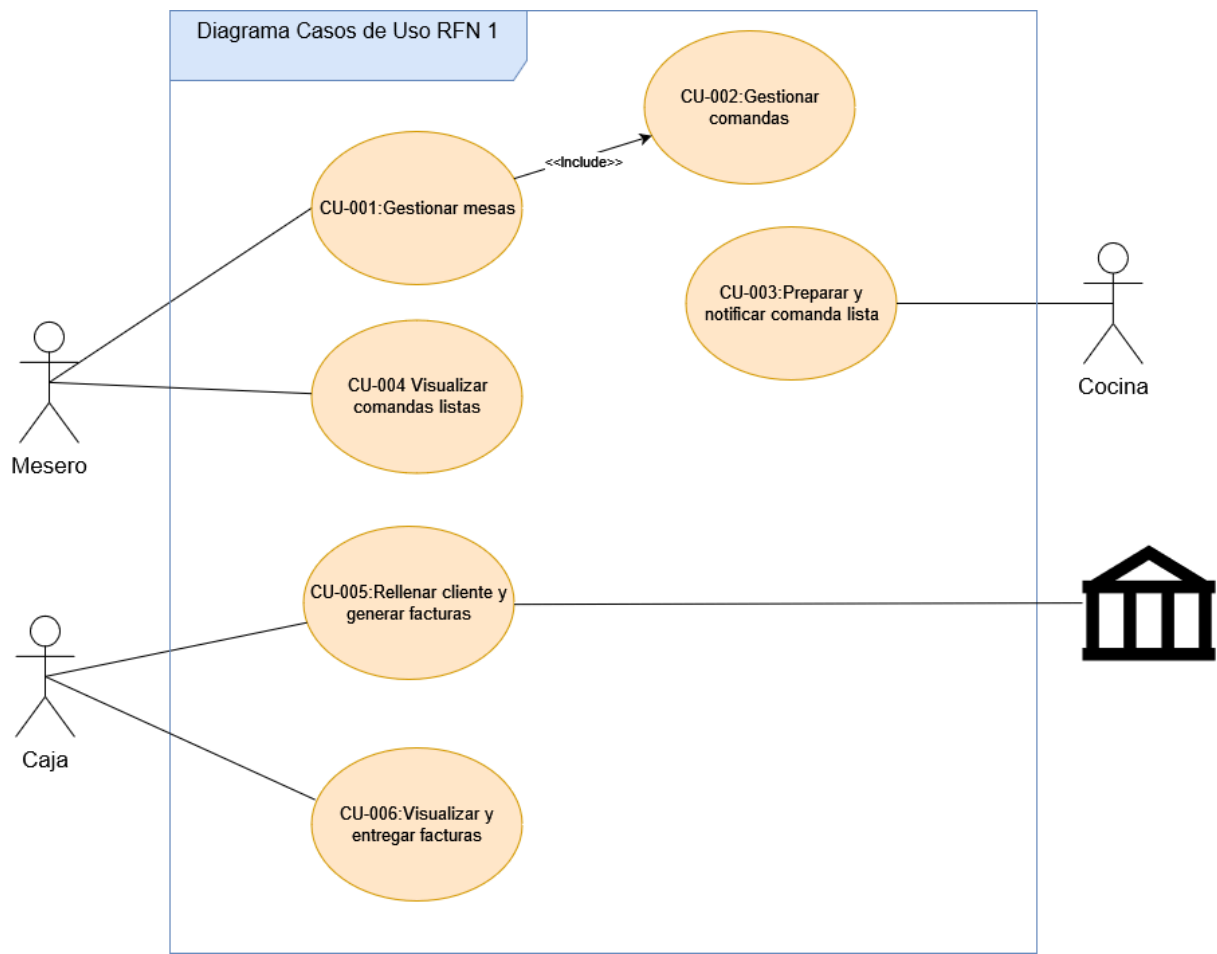 Diagrama Casos de Uso RFN 1
CU-002:Gestionar
comandas
<<Include>>
CU-001:Gestionar mesas
CU-003:Preparar y
notificar comanda lista
Cocina
CU-004 Visualizar
comandas listas
Mesero
CU-005:Rellenar cliente y
generar facturas
Caja
CU-006:Visualizar y
entregar facturas